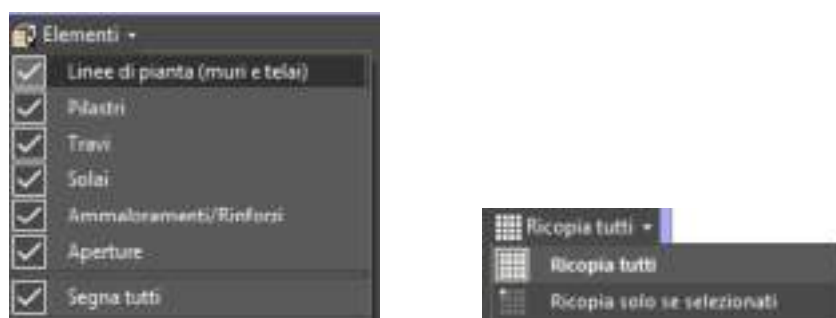 Elementi
Linee di pianta (muri e telai)
Pilastri
Travi
Solai
Ammaloramenti/Rinforzi
Aperture
Segna tutti
Ricopia tutti
Ricopia tutti
Ricopia solo se selezionati